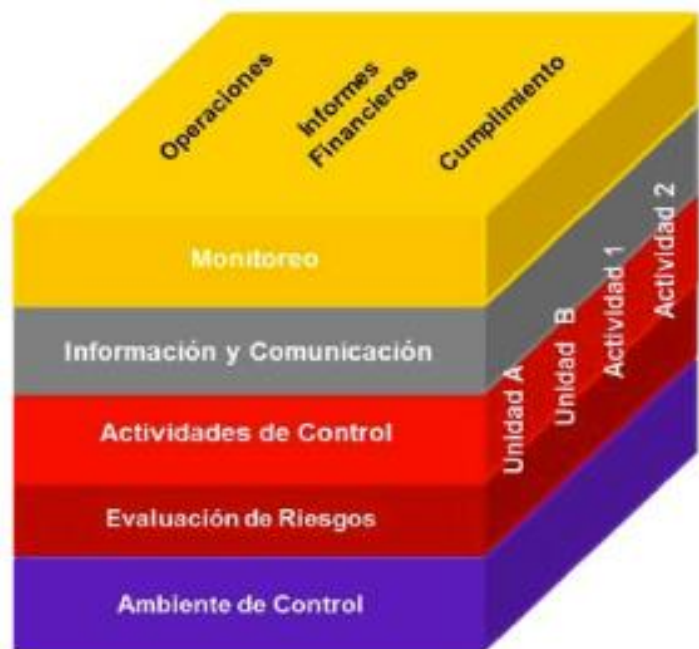 Operaciones
Informes
Financieros
Cumplimiento
Monitoreo
Información y Comunicación
Actividades de Control
Evaluación de Riesgos
Ambiente de Control
Unidad A
Unidad B
Actividad 1
Actividad 2